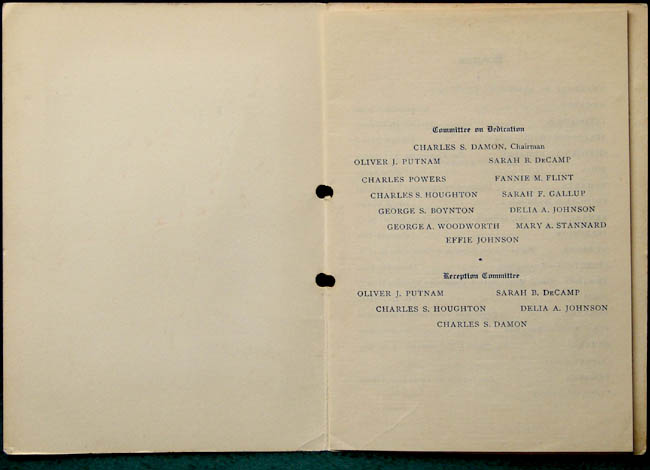 Committee on Dedication
CHARLES S. DAMON, Chairman
OLIVER J. PUTNAM SARAH B. DECAMP
CHARLES POWERS FANNIE M. FLINT
CHARLES S. HOUGHTON SARAH F. GALLUP
GEORGE S. BOYNTON DELIA A. JOHNSON
GEORGE A. WOODWORTH MARY A. STANNARD
EFFIE JOHNSON
Reception Committee
OLIVER J. PUTNAM SARAH B. DECAMP
CHARLES S. HOUGHTON DELIA A. JOHNSON
CHARLES S. DAMON